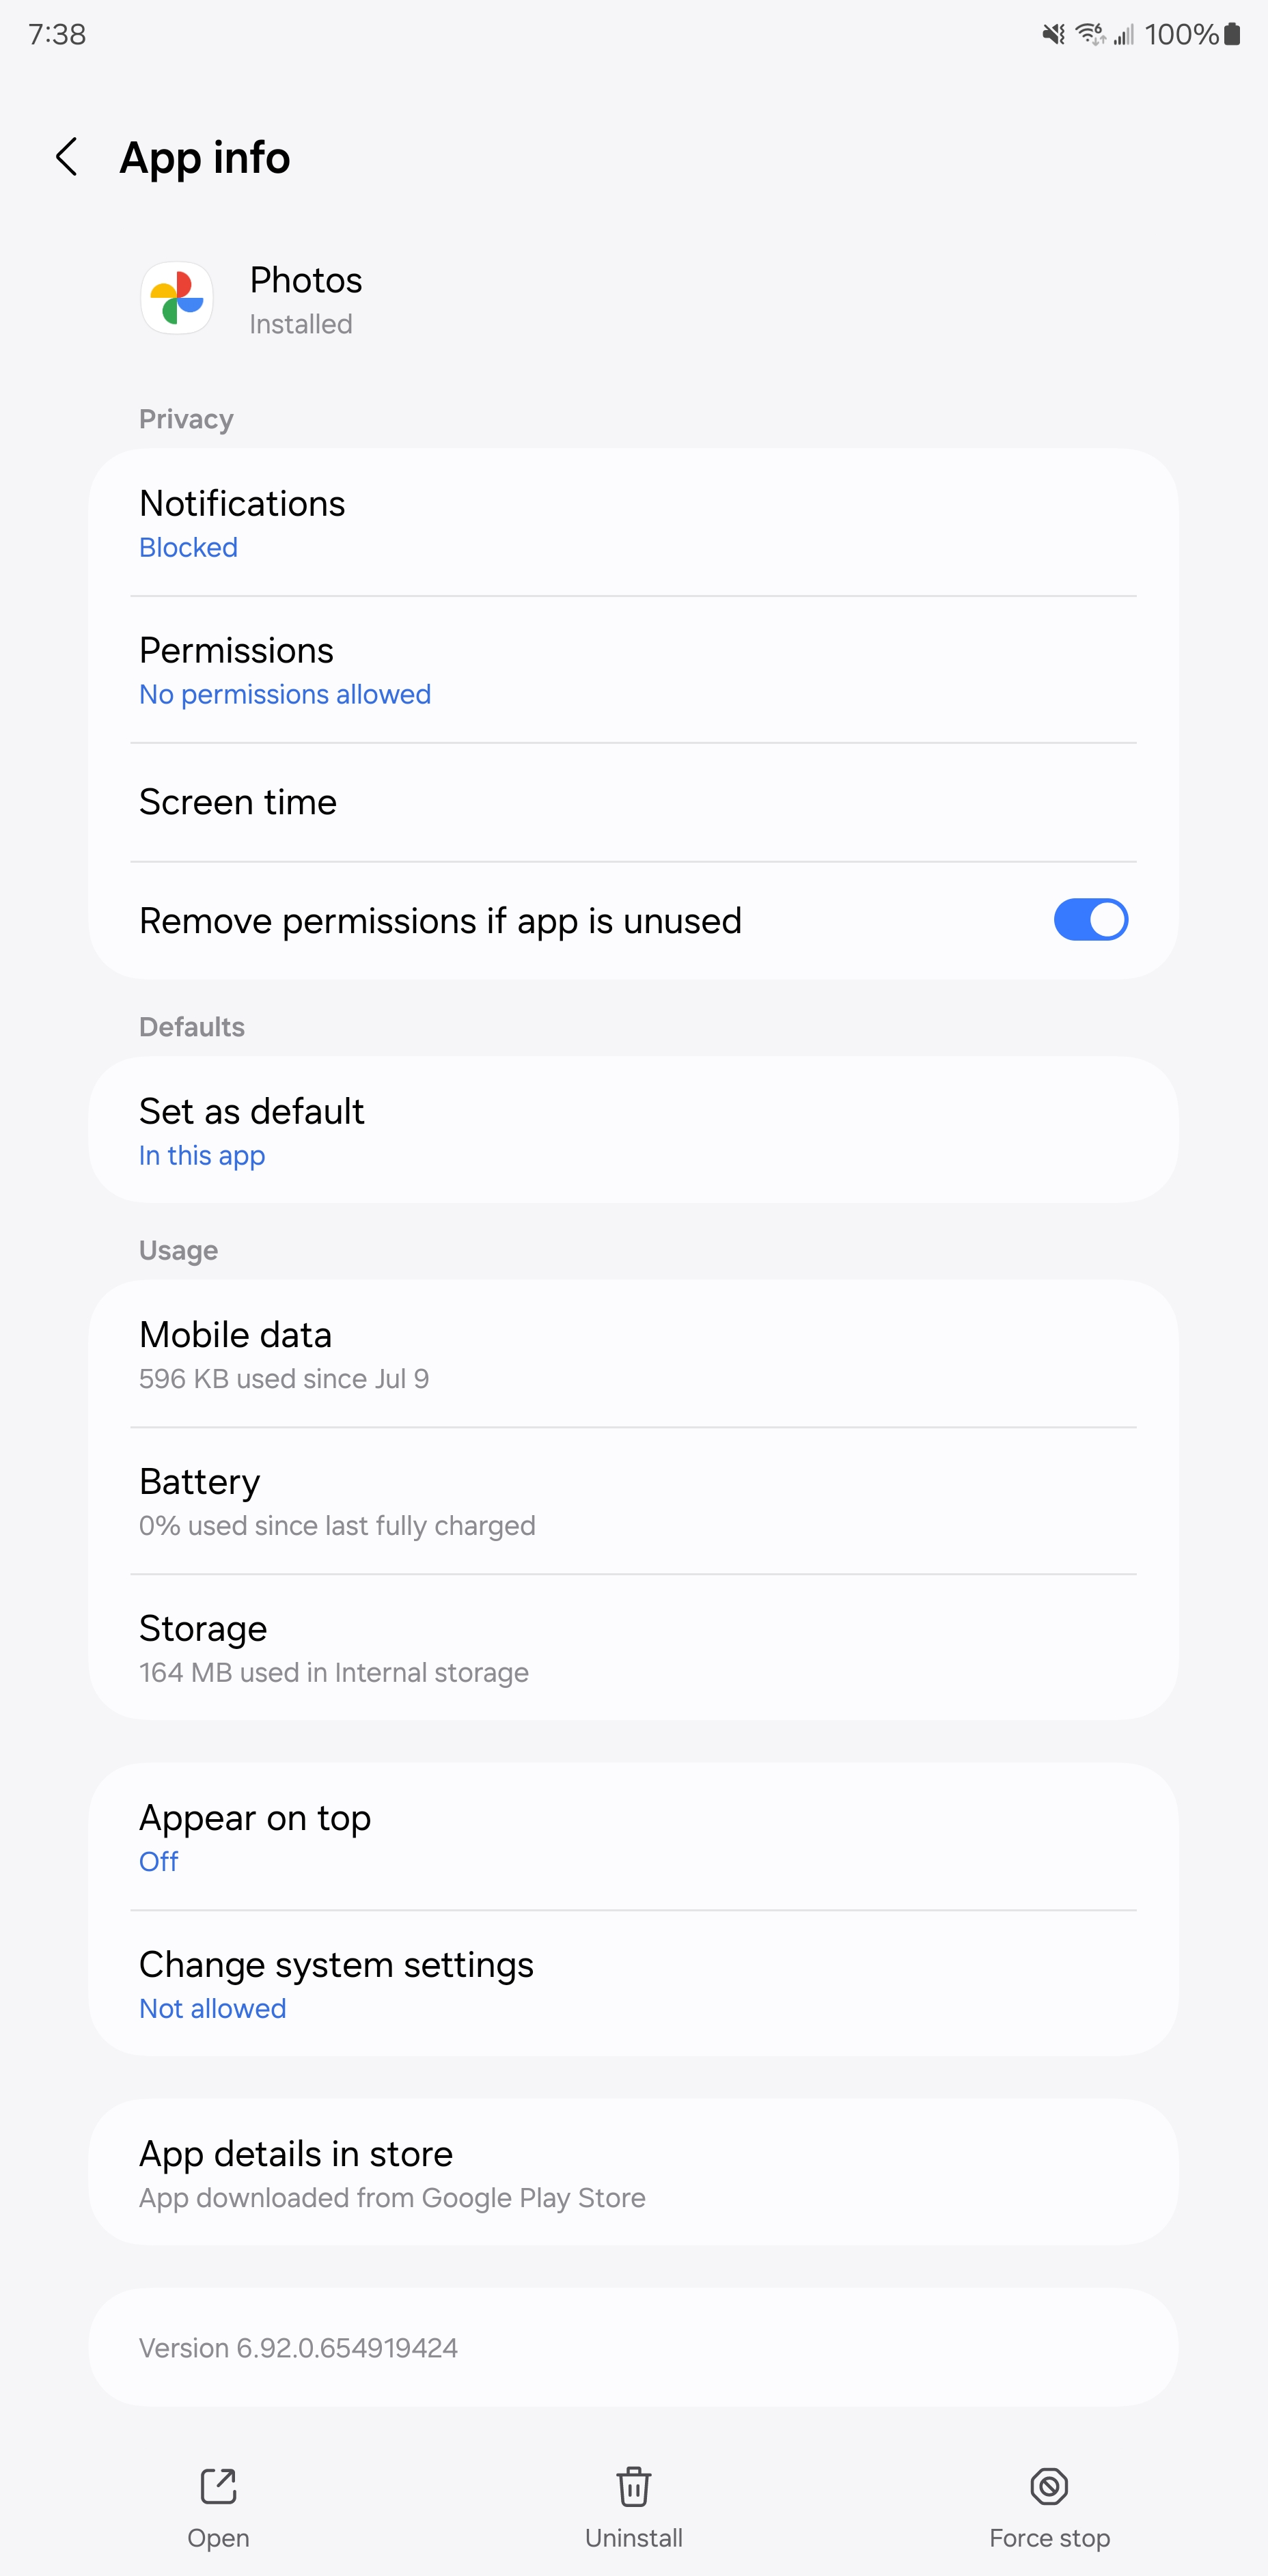 7:38
100%
App info
Photos
Installed
Privacy
Notifications
Blocked
Permissions
No permissions allowed
Screen time
Remove permissions if app is unused
Defaults
Set as default
In this app
Usage
Mobile data
596 KB used since Jul 9
Battery
0% used since last fully charged
Storage
164 MB used in Internal storage
Appear on top
Off
Change system settings
Not allowed
App details in store
App downloaded from Google Play Store
Version 6.92.0.654919424
Open Uninstall Force stop